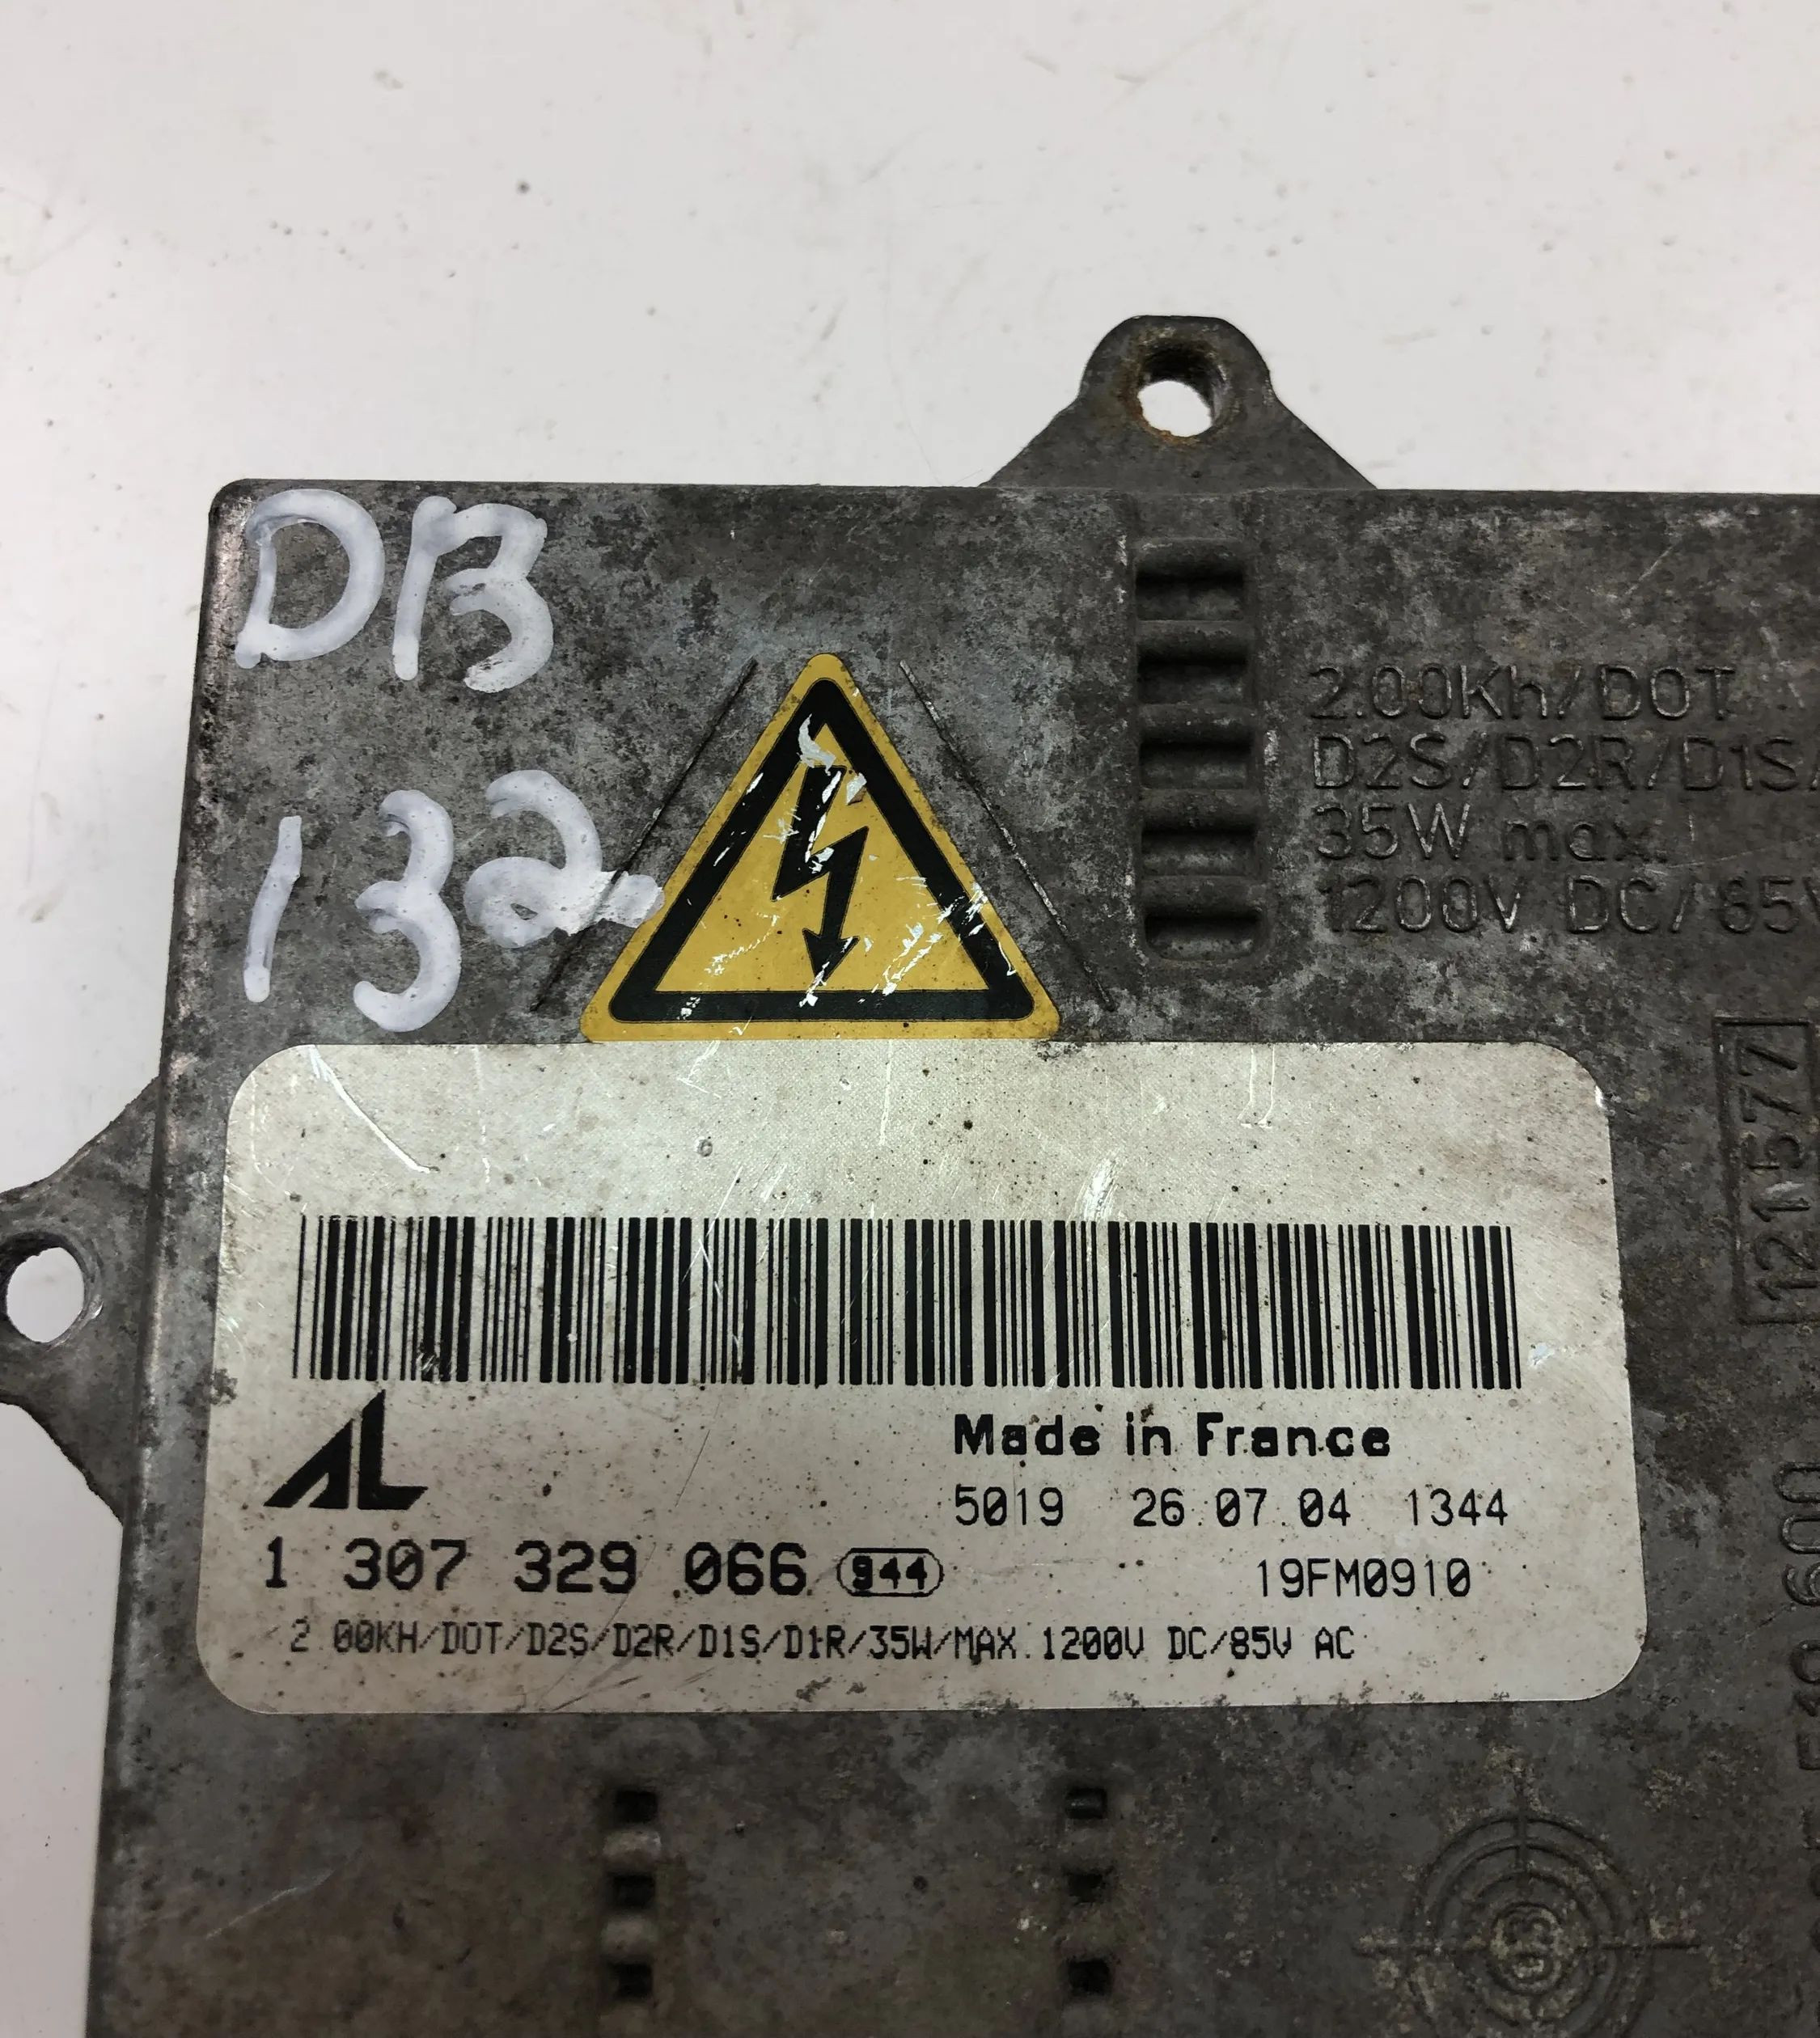 DB
132
2.00Kh/DOT
D2S/D2R/D1S/
35W max.
1200V DC/85V
121577
AL
Made in France
5019 26.07.04 1344
1 307 329 066 944
19FM0910
2.00KH/DOT/D2S/D2R/D1S/D1R/35W/MAX.1200V DC/85V AC
03